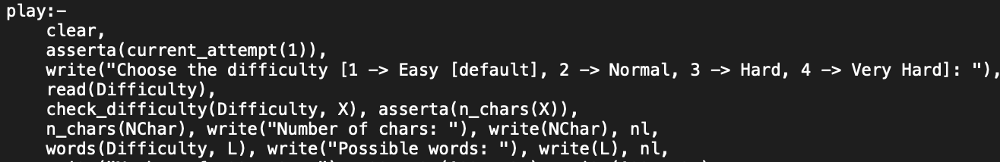 play:-
clear,
asserta(current_attempt(1)),
write("Choose the difficulty [1 -> Easy [default], 2 -> Normal, 3 -> Hard, 4 -> Very Hard]: "),
read(Difficulty),
check_difficulty(Difficulty, X), asserta(n_chars(X)),
n_chars(NChar), write("Number of chars: "), write(NChar), nl,
words(Difficulty, L), write("Possible words: "), write(L), nl,